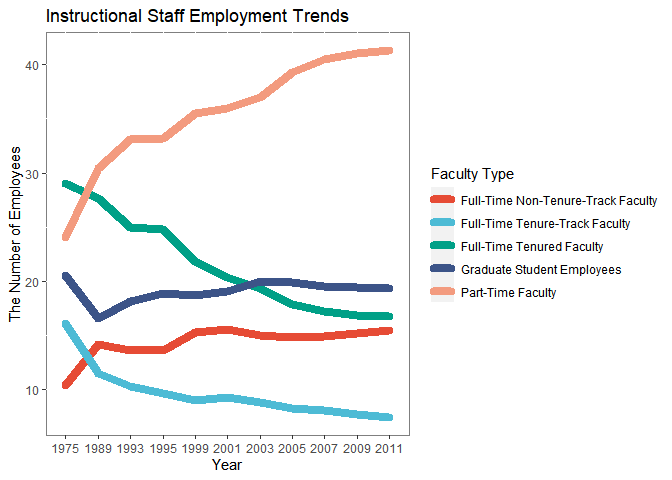 Instructional Staff Employment Trends
The Number of Employees
40
30
20
10
1975 1989 1993 1995 1999 2001 2003 2005 2007 2009 2011
Year
Faculty Type
Full-Time Non-Tenure-Track Faculty
Full-Time Tenure-Track Faculty
Full-Time Tenured Faculty
Graduate Student Employees
Part-Time Faculty